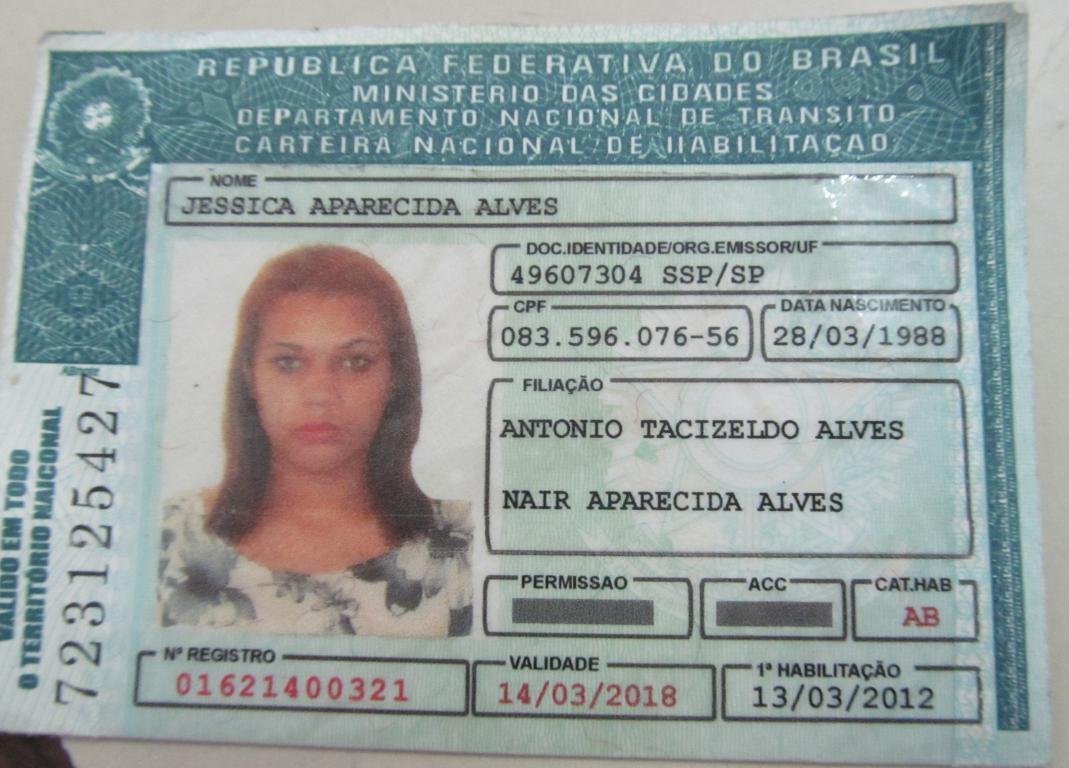 REPUBLICA FEDERATIVA DO BRASIL
MINISTERIO DAS CIDADES
DEPARTAMENTO NACIONAL DE TRANSITO
CARTEIRA NACIONAL DE IIABILITAÇAO
NOME
JESSICA APARECIDA ALVES
DOC.IDENTIDADE/ORG.EMISSOR/UF
49607304 SSP/SP
CPF
083.596.076-56
DATA NASCIMENTO
28/03/1988
FILIAÇÃO
ANTONIO TACIZELDO ALVES
NAIR APARECIDA ALVES
PERMISSAO
ACC
CAT.HAB
AB
Nº REGISTRO
01621400321
VALIDADE
14/03/2018
1ª HABILITAÇÃO
13/03/2012
VALIDO EM TODO
O TERRITÓRIO NAICONAL
7231254277